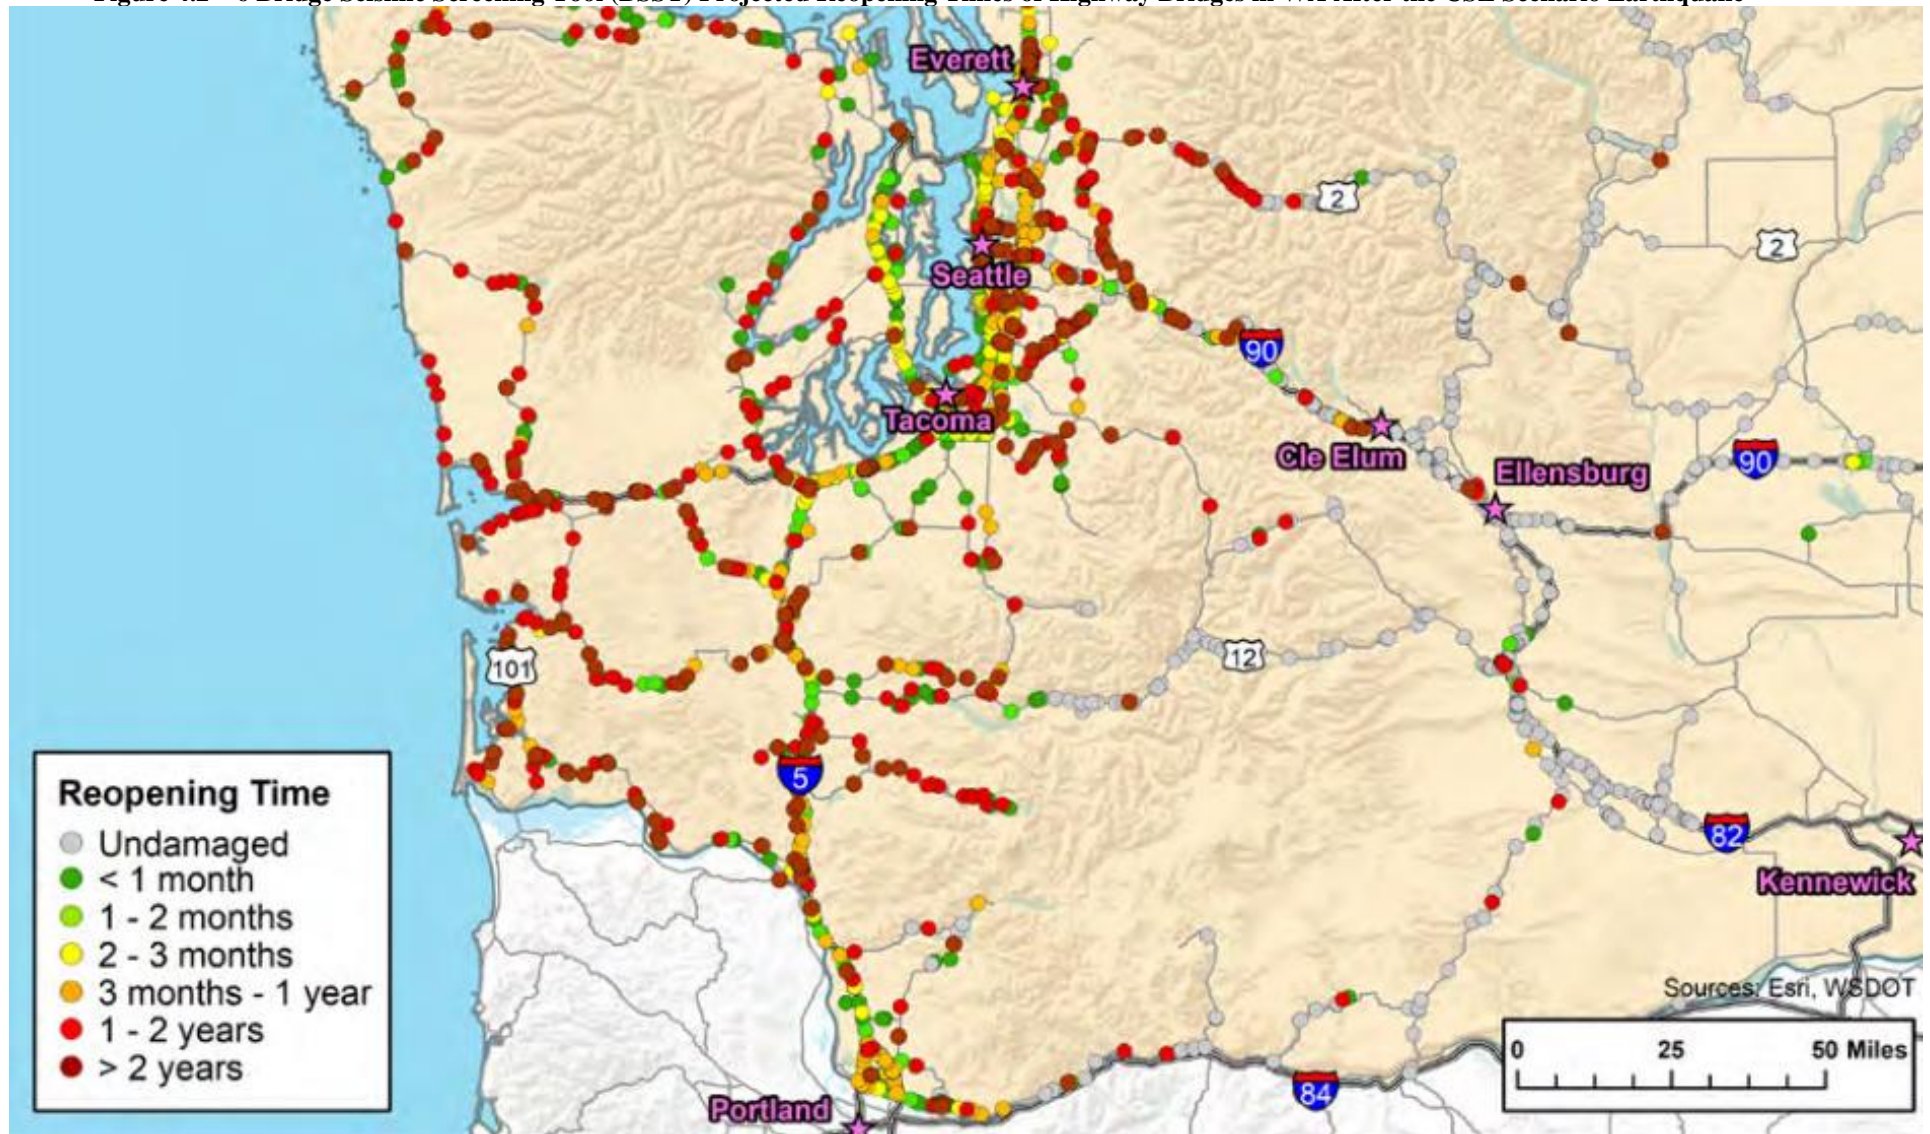 Everett
2
2
Seattle
90
Tacoma
Cle Elum
Ellensburg
90
101
12
5
82
Kennewick
Reopening Time
Undamaged
< 1 month
1 - 2 months
2 - 3 months
3 months - 1 year
1 - 2 years
> 2 years
Sources: Esri, WSDOT
0 25 50 Miles
84
Portland